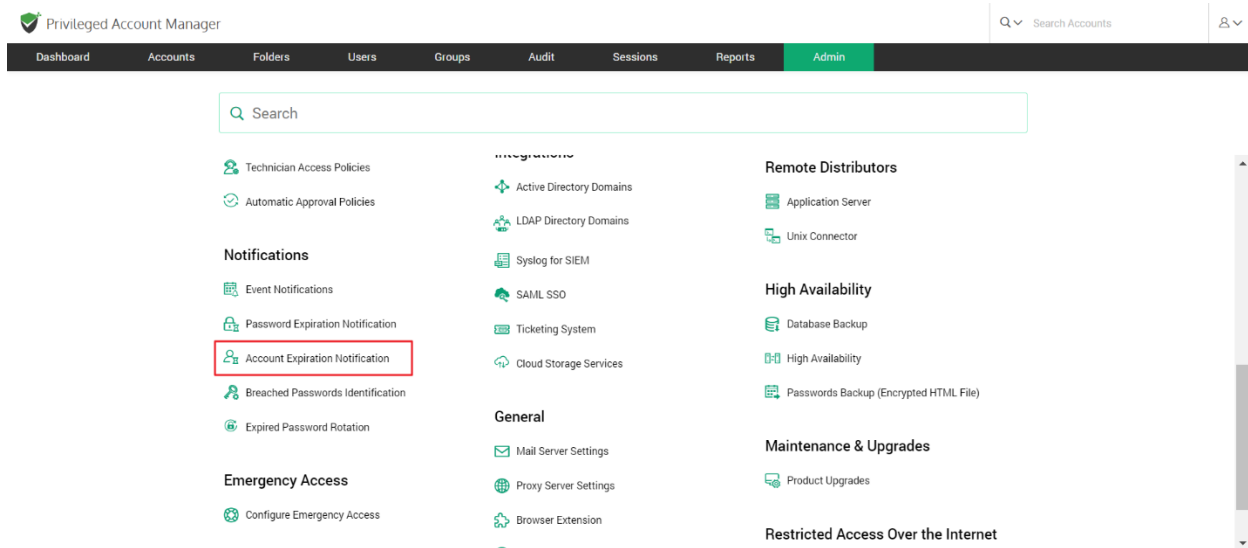 Privileged Account Manager
Search Accounts
Dashboard Accounts Folders Users Groups Audit Sessions Reports Admin
Search
Technician Access Policies
Automatic Approval Policies
Notifications
Event Notifications
Password Expiration Notification
Account Expiration Notification
Breached Passwords Identification
Expired Password Rotation
Emergency Access
Configure Emergency Access
Integrations
Active Directory Domains
LDAP Directory Domains
Syslog for SIEM
SAML SSO
Ticketing System
Cloud Storage Services
General
Mail Server Settings
Proxy Server Settings
Browser Extension
Remote Distributors
Application Server
Unix Connector
High Availability
Database Backup
High Availability
Passwords Backup (Encrypted HTML File)
Maintenance & Upgrades
Product Upgrades
Restricted Access Over the Internet